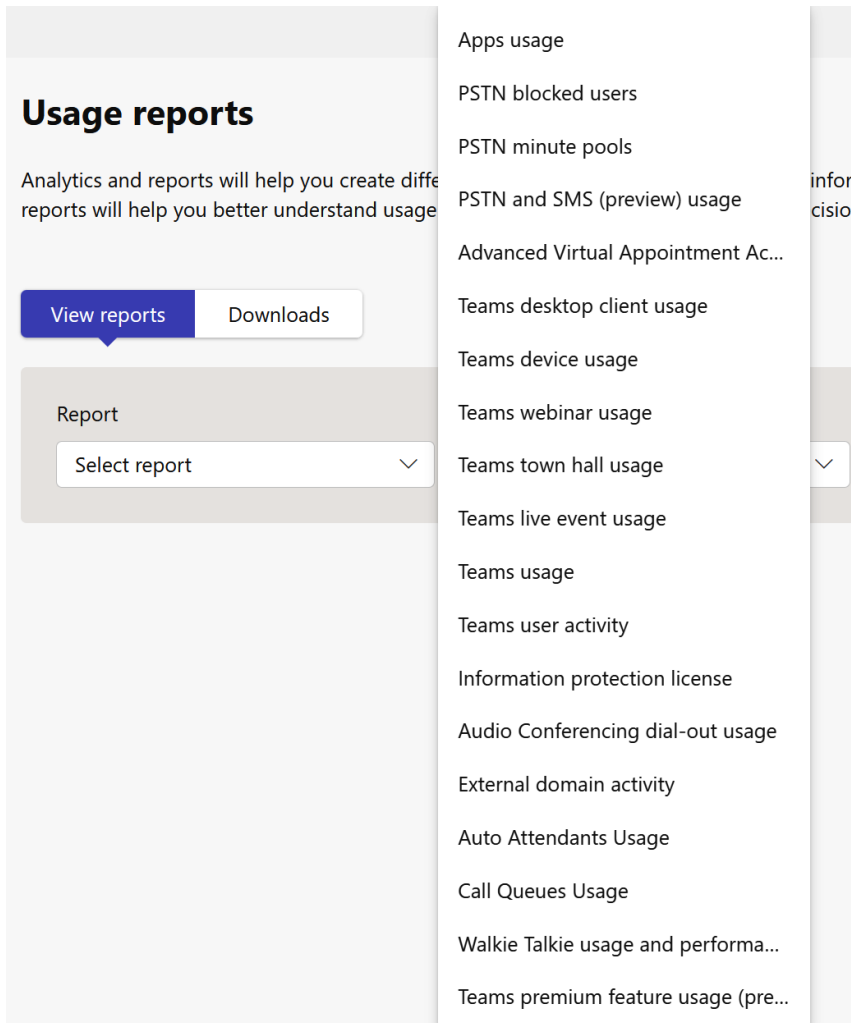 Usage reports
Analytics and reports will help you create
reports will help you better understand usage
View reports
Downloads
Report
Select report
Apps usage
PSTN blocked users
PSTN minute pools
PSTN and SMS (preview) usage
Advanced Virtual Appointment Ac...
Teams desktop client usage
Teams device usage
Teams webinar usage
Teams town hall usage
Teams live event usage
Teams usage
Teams user activity
Information protection license
Audio Conferencing dial-out usage
External domain activity
Auto Attendants Usage
Call Queues Usage
Walkie Talkie usage and performa...
Teams premium feature usage (pre...